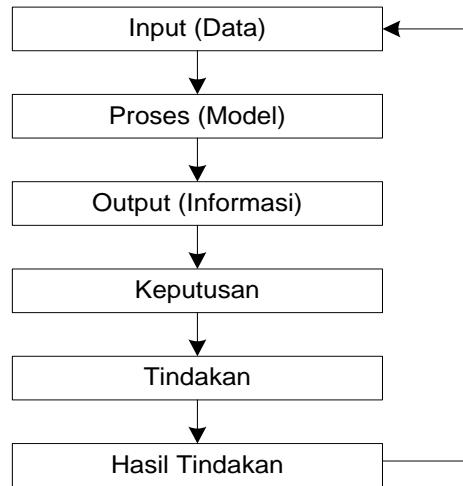 Input (Data)
Proses (Model)
Output (Informasi)
Keputusan
Tindakan
Hasil Tindakan